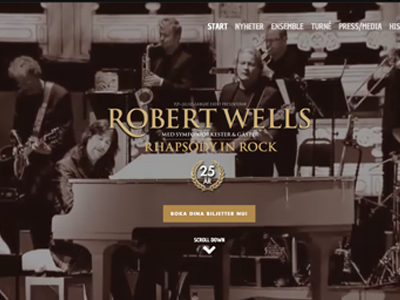 START NYHETER ENSEMBLE TURNÉ PRESS/MEDIA HIS
ROBERT WELLS
MED SYMFONIORKESTER & GÄSTER
RHAPSODY IN ROCK
25
ÅR
BOKA DINA BILJETTER NU!
SCROLL DOWN